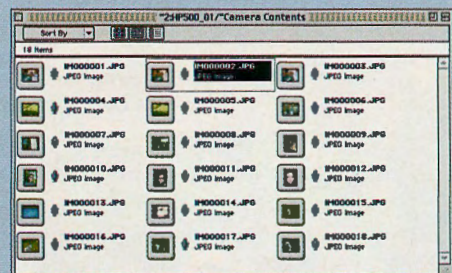 "2:HP500_01/"Camera Contents
Sort By
18 items
IM000001.JPG IM000002.JPG IM000003.JPG
JPEG Image JPEG Image JPEG Image
IM000004.JPG IM000005.JPG IM000006.JPG
JPEG Image JPEG Image JPEG Image
IM000007.JPG IM000008.JPG IM000009.JPG
JPEG Image JPEG Image JPEG Image
IM000010.JPG IM000011.JPG IM000012.JPG
JPEG Image JPEG Image JPEG Image
IM000013.JPG IM000014.JPG IM000015.JPG
JPEG Image JPEG Image JPEG Image
IM000016.JPG IM000017.JPG IM000018.JPG
JPEG Image JPEG Image JPEG Image